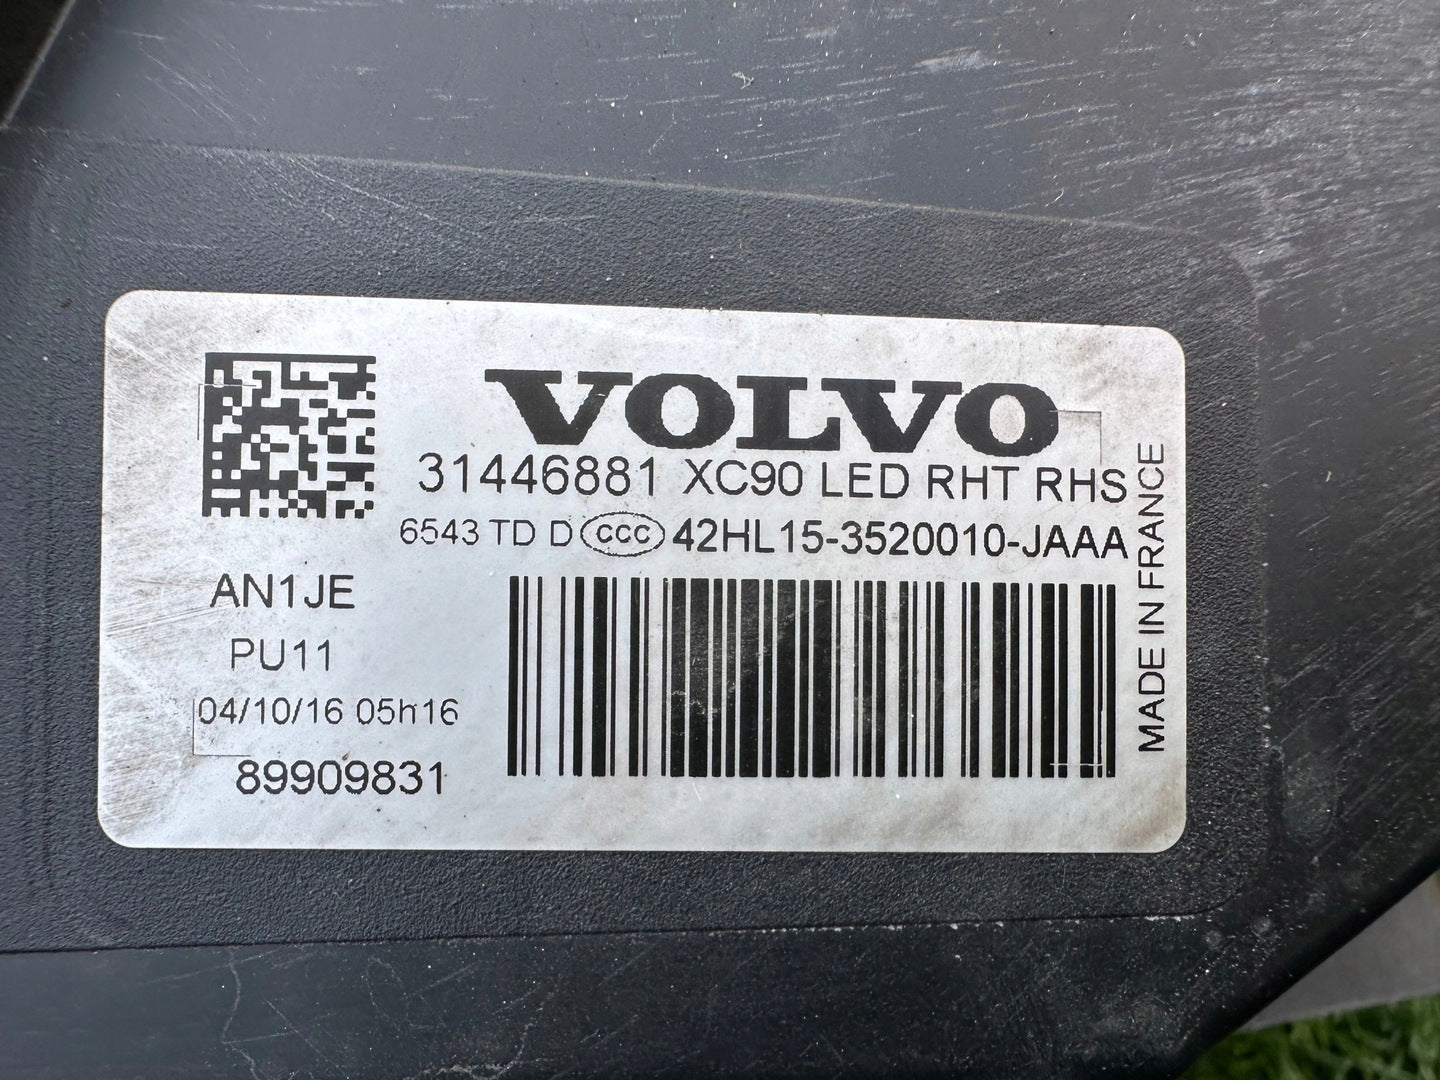 VOLVO
31446881 XC90 LED RHT RHS
6543 TD D CCC 42HL15-3520010-JAAA
AN1JE
PU11
04/10/16 05h16
89909831
MADE IN FRANCE